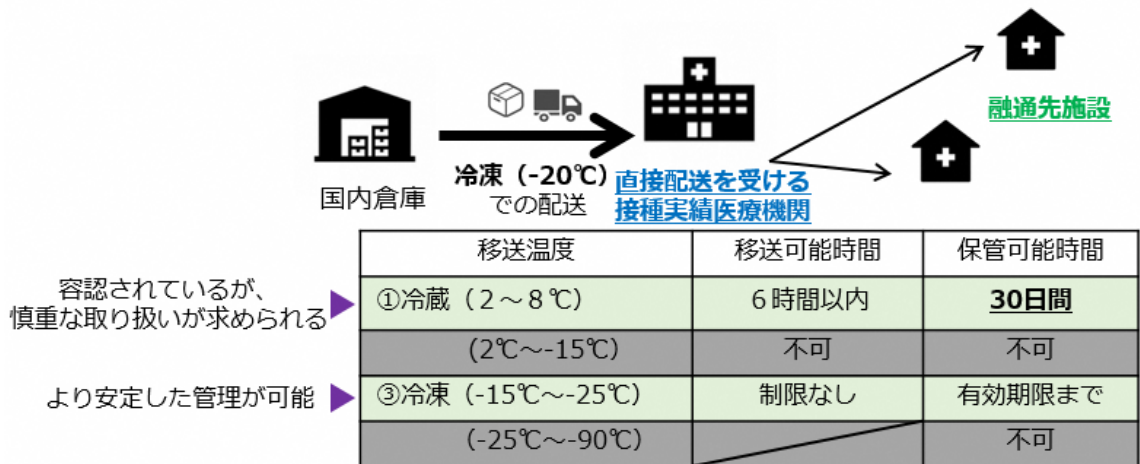 融通先施設
国内倉庫
冷凍（-20℃）
での配送
直接配送を受ける
接種実績医療機関
移送温度 移送可能時間 保管可能時間
容認されているが、
慎重な取り扱いが求められる
①冷蔵（２～８℃） ６時間以内 30日間
(2℃～-15℃) 不可 不可
より安定した管理が可能
③冷凍（-15℃～-25℃） 制限なし 有効期限まで
(-25℃～-90℃) 不可